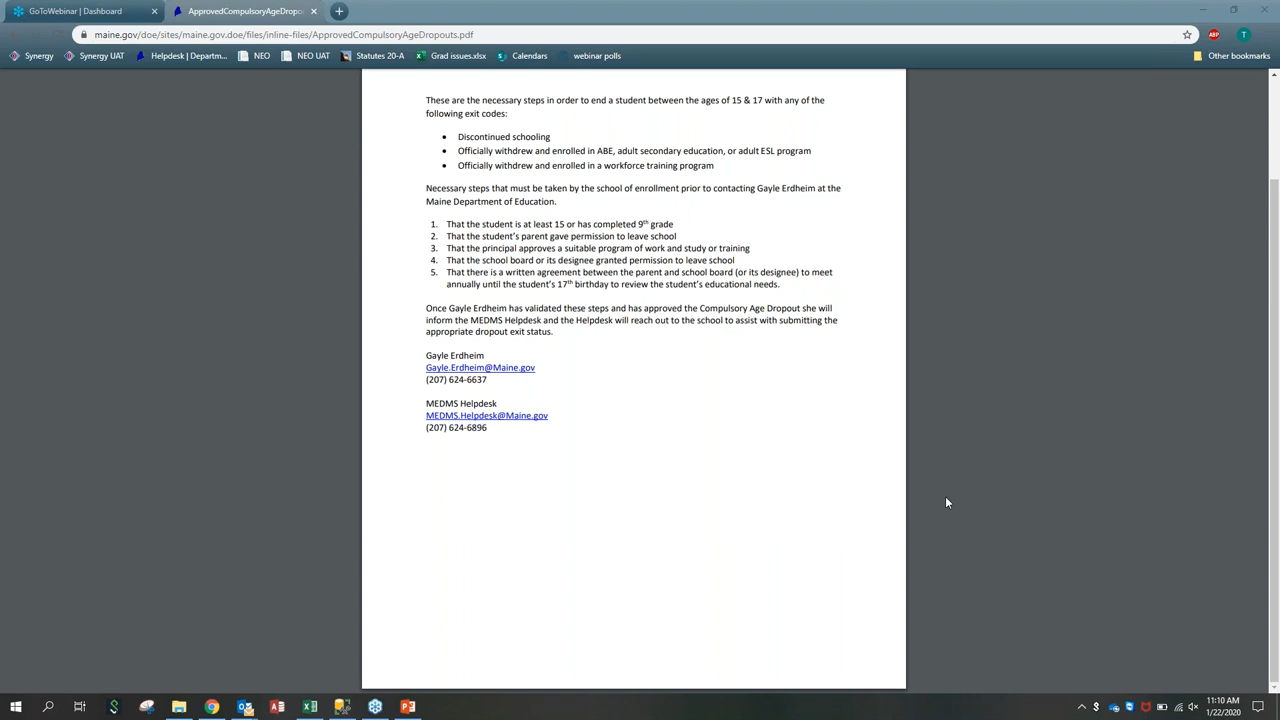 GoToWebinar | Dashboard
ApprovedCompulsoryAgeDropou
maine.gov/doe/sites/maine.gov.doe/files/inline-files/ApprovedCompulsoryAgeDropouts.pdf
ABP
T
Synergy
Synergy UAT
Helpdesk | Departm...
NEO
NEO UAT
Statutes 20-A
Grad issues.xlsx
Calendars
webinar polls
Other bookmarks
These are the necessary steps in order to end a student between the ages of 15 & 17 with any of the
following exit codes:
• Discontinued schooling
• Officially withdrew and enrolled in ABE, adult secondary education, or adult ESL program
• Officially withdrew and enrolled in a workforce training program
Necessary steps that must be taken by the school of enrollment prior to contacting Gayle Erdheim at the
Maine Department of Education.
1. That the student is at least 15 or has completed 9th grade
2. That the student's parent gave permission to leave school
3. That the principal approves a suitable program of work and study or training
4. That the school board or its designee granted permission to leave school
5. That there is a written agreement between the parent and school board (or its designee) to meet
annually until the student's 17th birthday to review the student's educational needs.
Once Gayle Erdheim has validated these steps and has approved the Compulsory Age Dropout she will
inform the MEDMS Helpdesk and the Helpdesk will reach out to the school to assist with submitting the
appropriate dropout exit status.
Gayle Erdheim
Gayle.Erdheim@Maine.gov
(207) 624-6637
MEDMS Helpdesk
MEDMS.Helpdesk@Maine.gov
(207) 624-6896
11:10 AM
1/22/2020